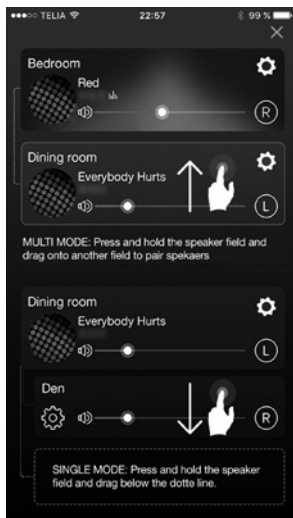 TELIA 22:57 99 %
Bedroom
Red
R
Dining room
Everybody Hurts
L
MULTI MODE: Press and hold the speaker field and
drag onto another field to pair spekaers
Dining room
Everybody Hurts
L
Den
R
SINGLE MODE: Press and hold the speaker
field and drag below the dotte line.